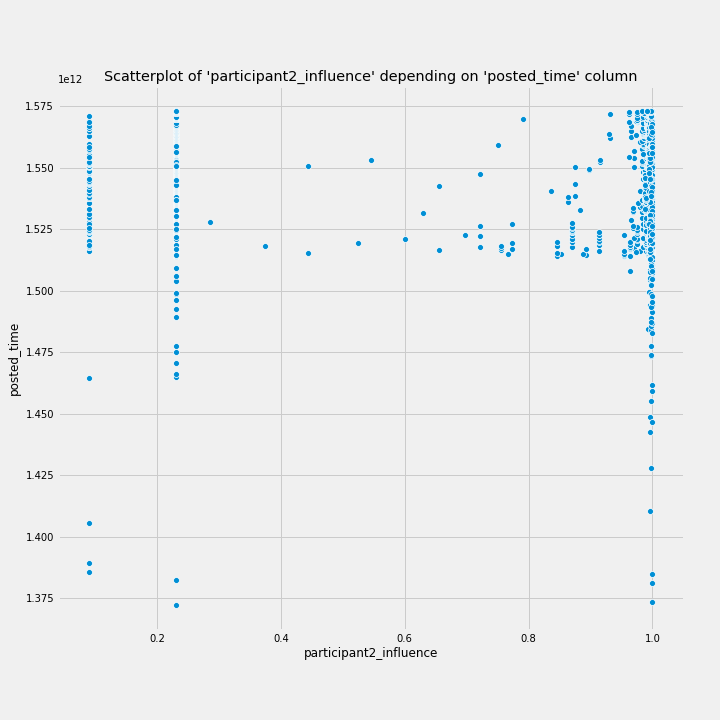 Scatterplot of 'participant2_influence' depending on 'posted_time' column
1e12
1.575
1.550
1.525
1.500
1.475
1.450
1.425
1.400
1.375
posted_time
0.2 0.4 0.6 0.8 1.0
participant2_influence